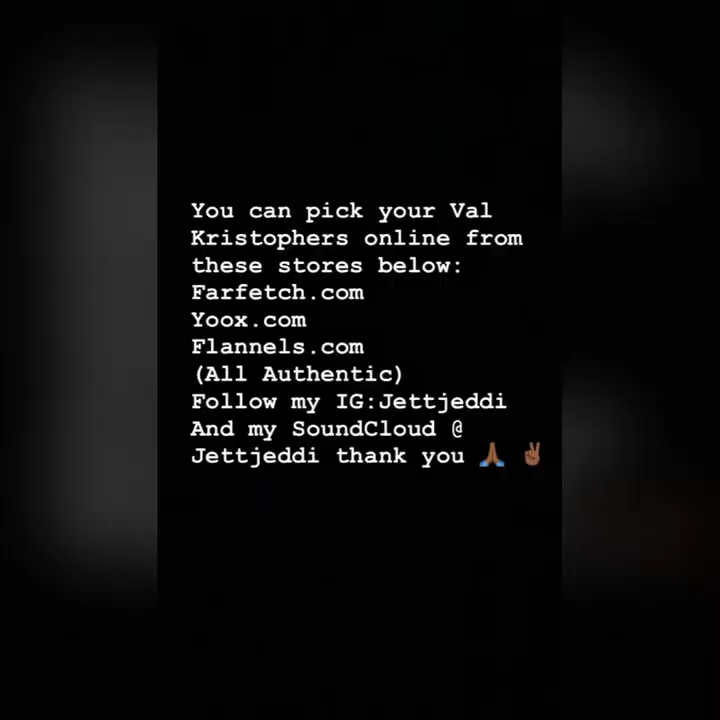 You can pick your Val
Kristophers online from
these stores below:
Farfetch.com
Yoox.com
Flannels.com
(All Authentic)
Follow my IG:Jettjeddi
And my SoundCloud @
Jettjeddi thank you 🙏🏾 ✌🏾